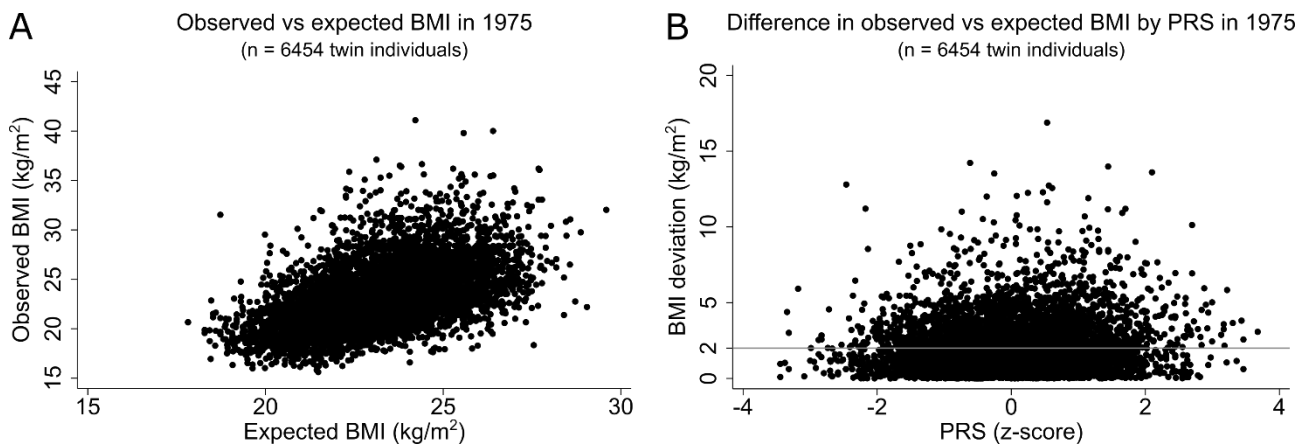 A
Observed vs expected BMI in 1975
(n = 6454 twin individuals)
Observed BMI (kg/m²)
45
40
35
30
25
20
15
15
20
25
30
Expected BMI (kg/m²)
B
Difference in observed vs expected BMI by PRS in 1975
(n = 6454 twin individuals)
BMI deviation (kg/m²)
20
15
10
5
2
0
-4
-2
0
2
4
PRS (z-score)